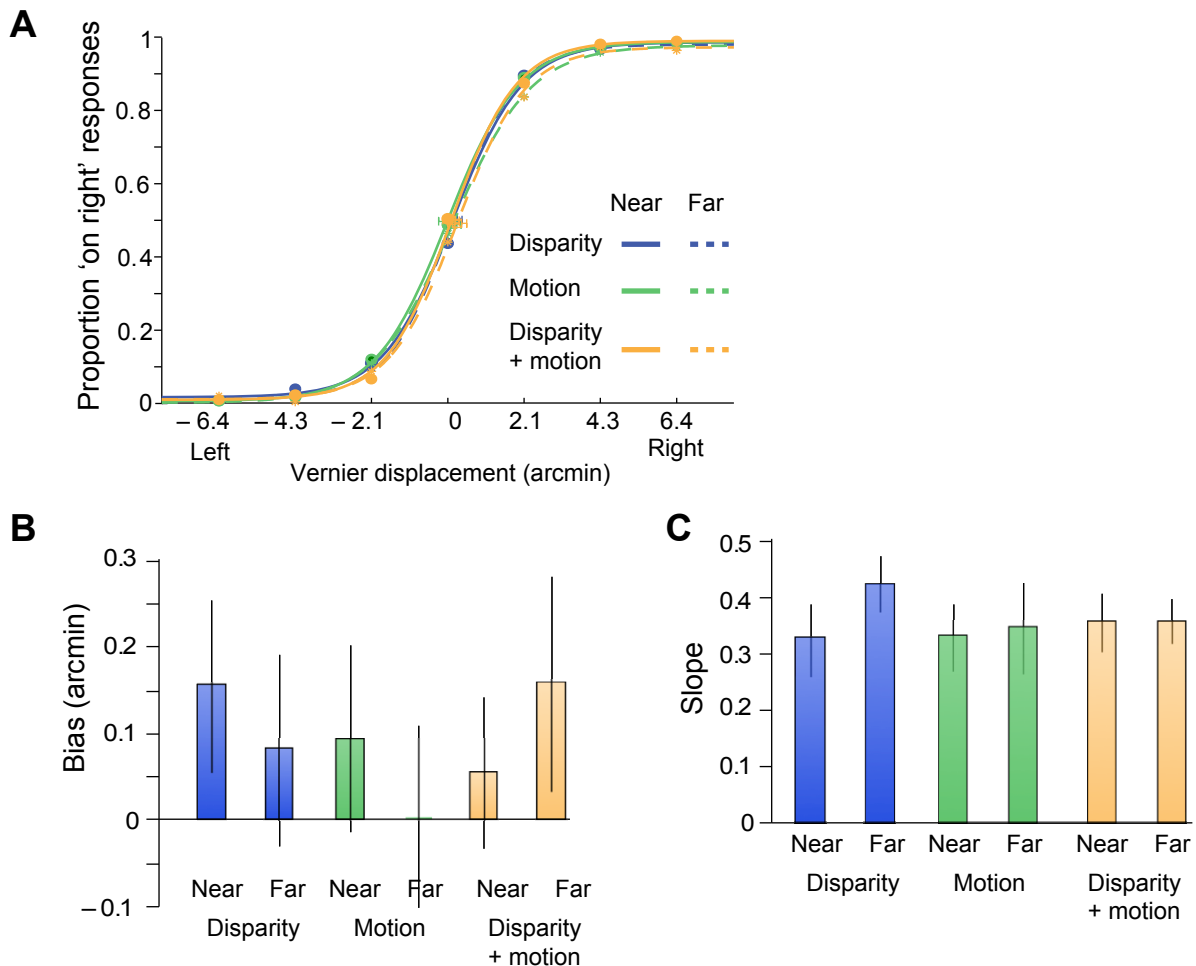 A
Proportion ‘on right’ responses
1
0.8
0.6
0.4
0.2
0
– 6.4 – 4.3 – 2.1 0 2.1 4.3 6.4
Left Right
Vernier displacement (arcmin)
Near Far
Disparity
Motion
Disparity
+ motion
B
Bias (arcmin)
0.3
0.2
0.1
0
– 0.1
Near Far Near Far Near Far
Disparity Motion Disparity
+ motion
C
Slope
0.5
0.4
0.3
0.2
0.1
0
Near Far Near Far Near Far
Disparity Motion Disparity
+ motion